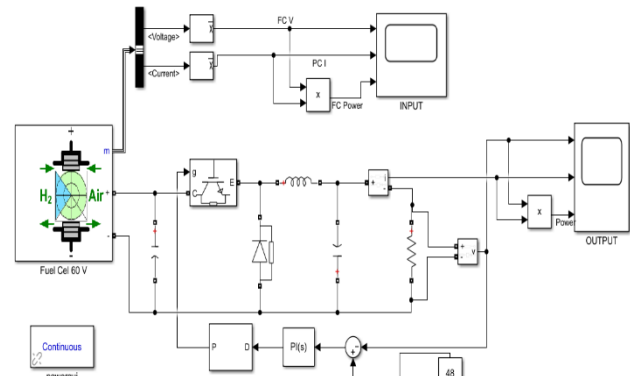 FC V
<Voltage>
PC I
<Current>
x
FC Power
INPUT
m
g
C
E
H2
Air
+
-
+
-
i
+
-
v
x
Power
OUTPUT
Fuel Cel 60 V
Continuous
P
D
PI(s)
48